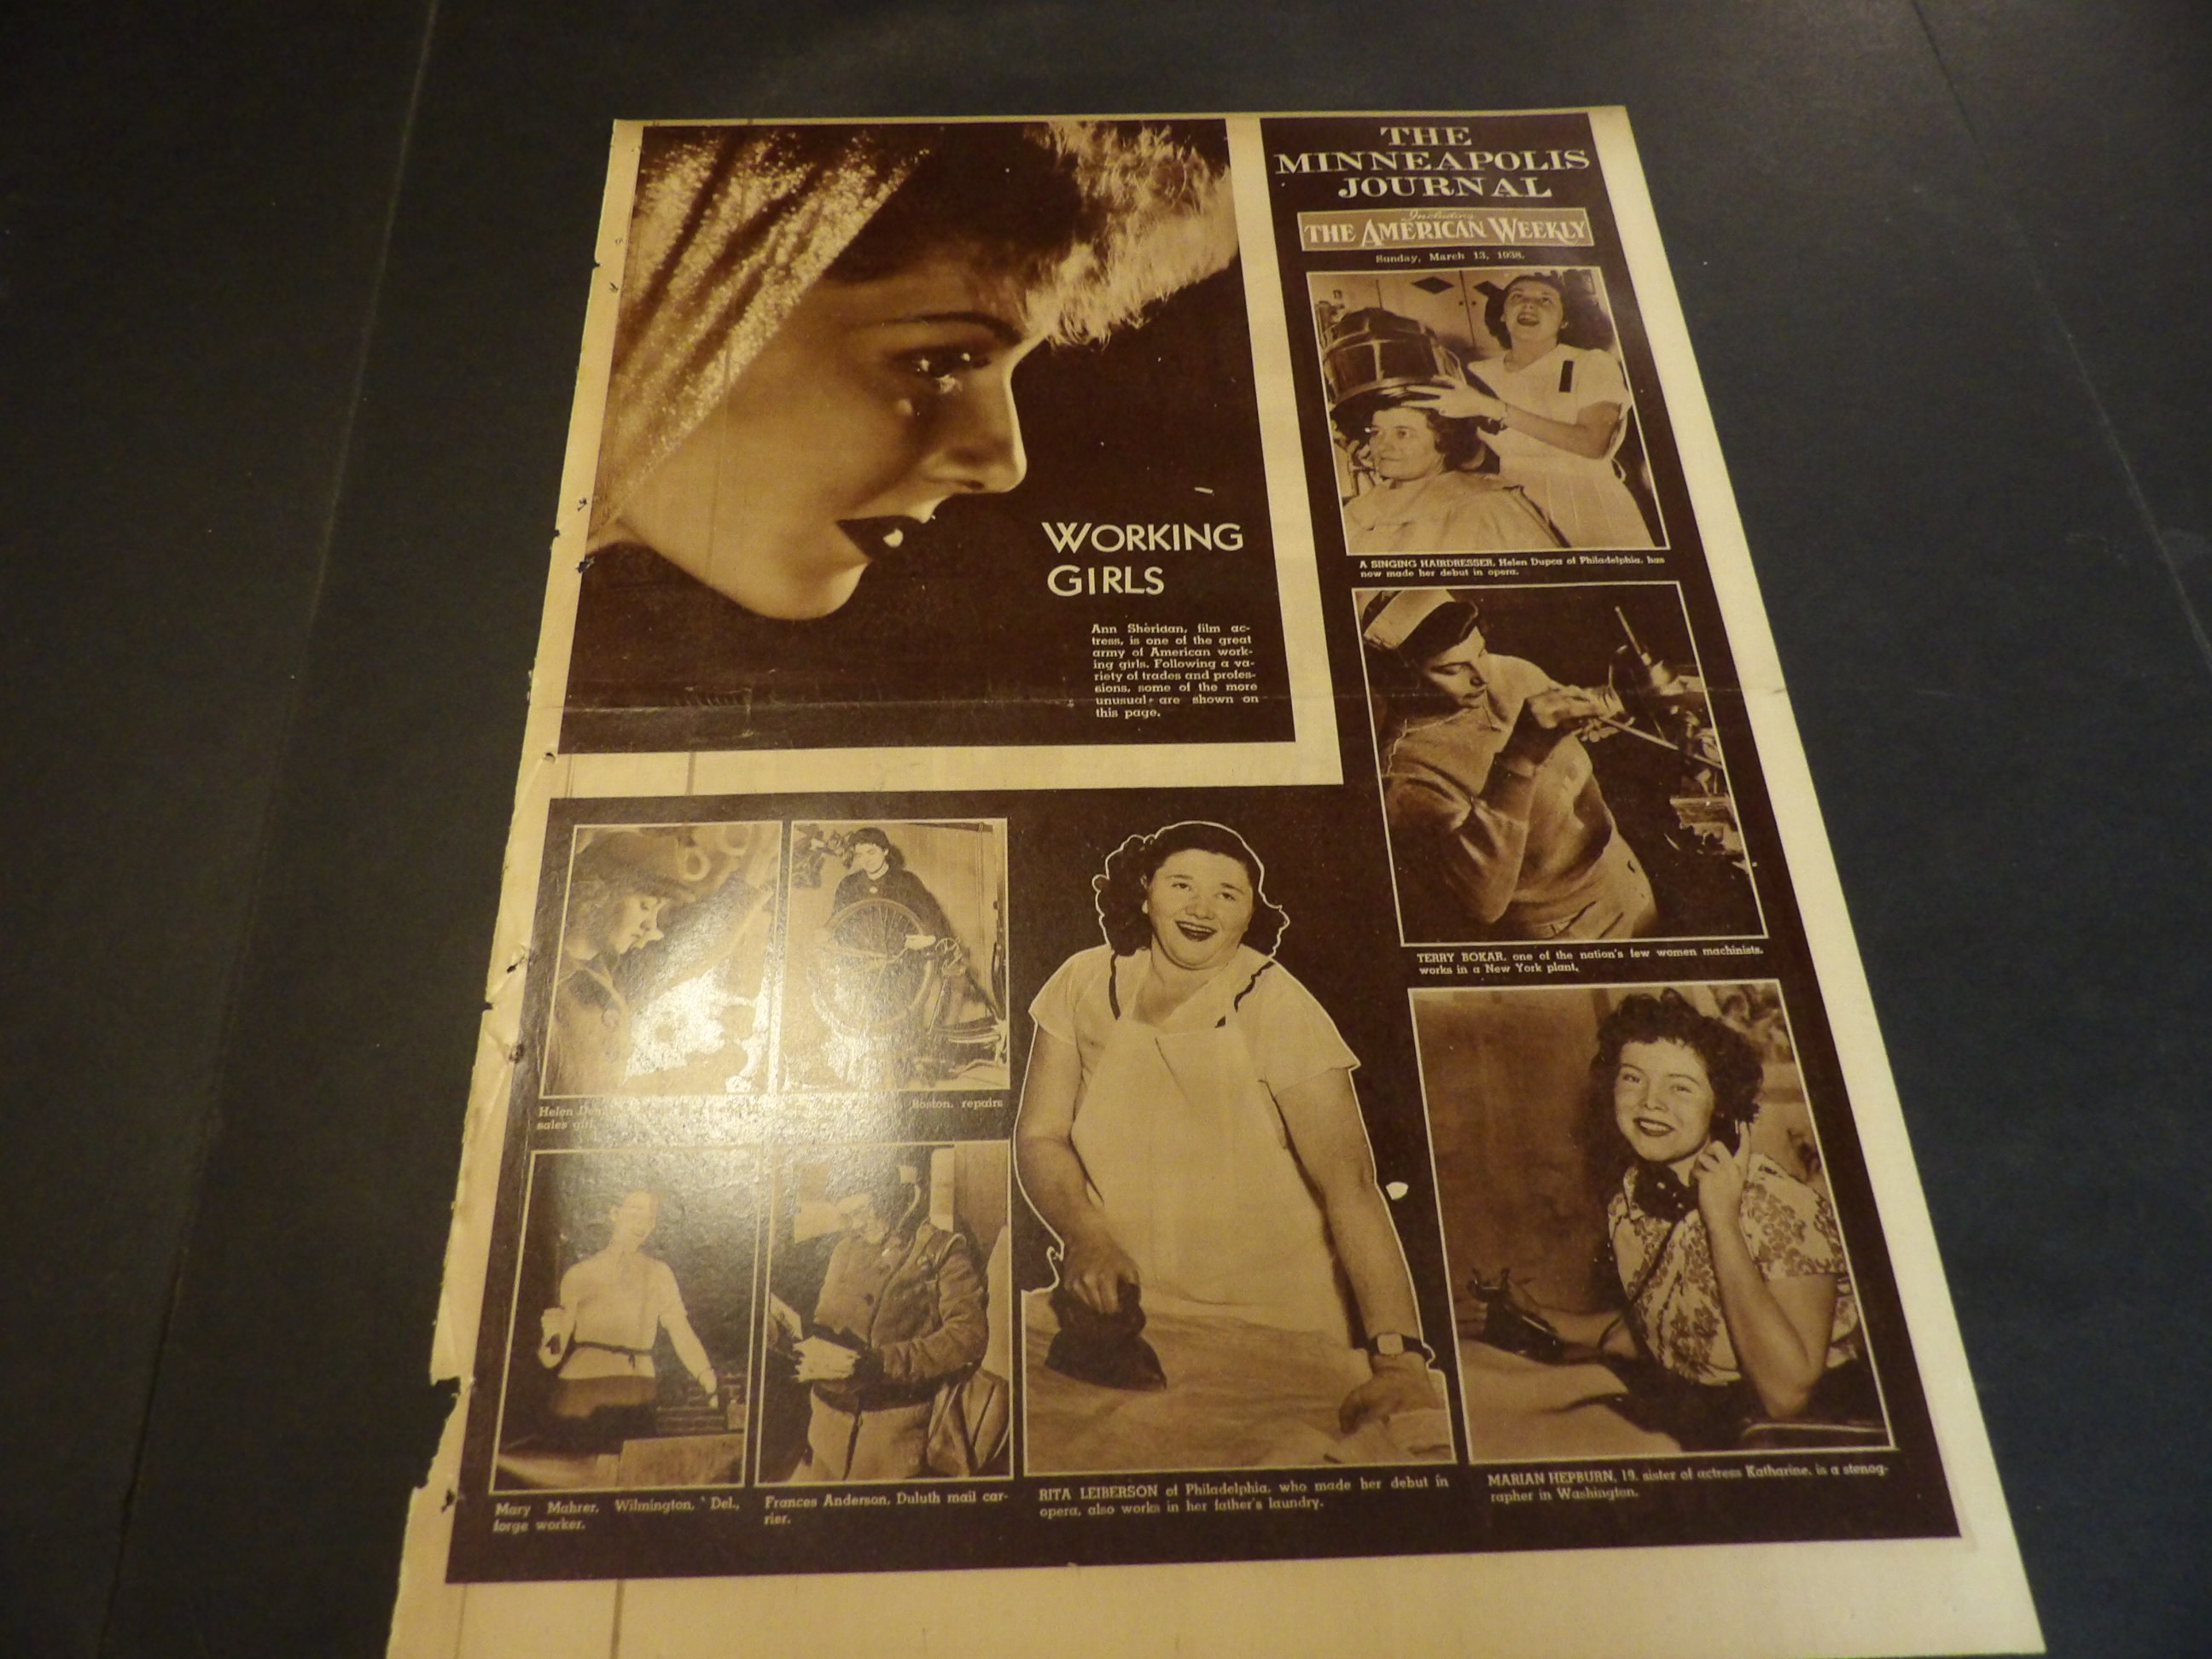 THE
MINNEAPOLIS
JOURNAL
Including
THE AMERICAN WEEKLY
Sunday, March 13, 1938.
WORKING
GIRLS
Ann Sheridan, film ac-
tress, is one of the great
army of American work-
ing girls. Following a va-
riety of trades and profes-
sions, some of the more
unusual are shown on
this page.
A SINGING HAIRDRESSER, Helen Dupca of Philadelphia, has
now made her debut in opera.
TERRY BOKAR, one of the nation's few women machinists,
works in a New York plant.
Helen
sales girl.
Boston, repairs
Mary Mahrer, Wilmington, Del.,
forge worker.
Frances Anderson, Duluth mail car-
rier.
RITA LEIBERSON of Philadelphia, who made her debut in
opera, also works in her father's laundry.
MARIAN HEPBURN, 19, sister of actress Katharine, is a stenog-
rapher in Washington.